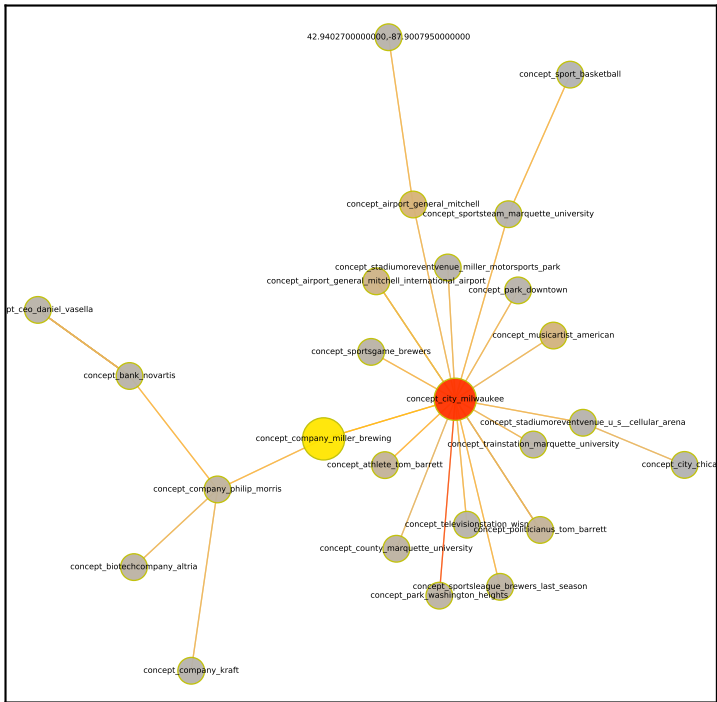 42.9402700000000,-87.9007950000000
concept_sport_basketball
concept_airport_general_mitchell
concept_sportsteam_marquette_university
concept_stadiumoreventvenue_miller_motorsports_park
concept_airport_general_mitchell_international_airport
concept_park_downtown
pt_ceo_daniel_vasella
concept_musicartist_american
concept_sportsgame_brewers
concept_bank_novartis
concept_city_milwaukee
concept_stadiumoreventvenue_u_s__cellular_arena
concept_company_miller_brewing
concept_trainstation_marquette_university
concept_athlete_tom_barrett
concept_city_chica
concept_company_philip_morris
concept_televisionstation_wisn
concept_politicianus_tom_barrett
concept_county_marquette_university
concept_biotechcompany_altria
concept_sportsleague_brewers_last_season
concept_park_washington_heights
concept_company_kraft